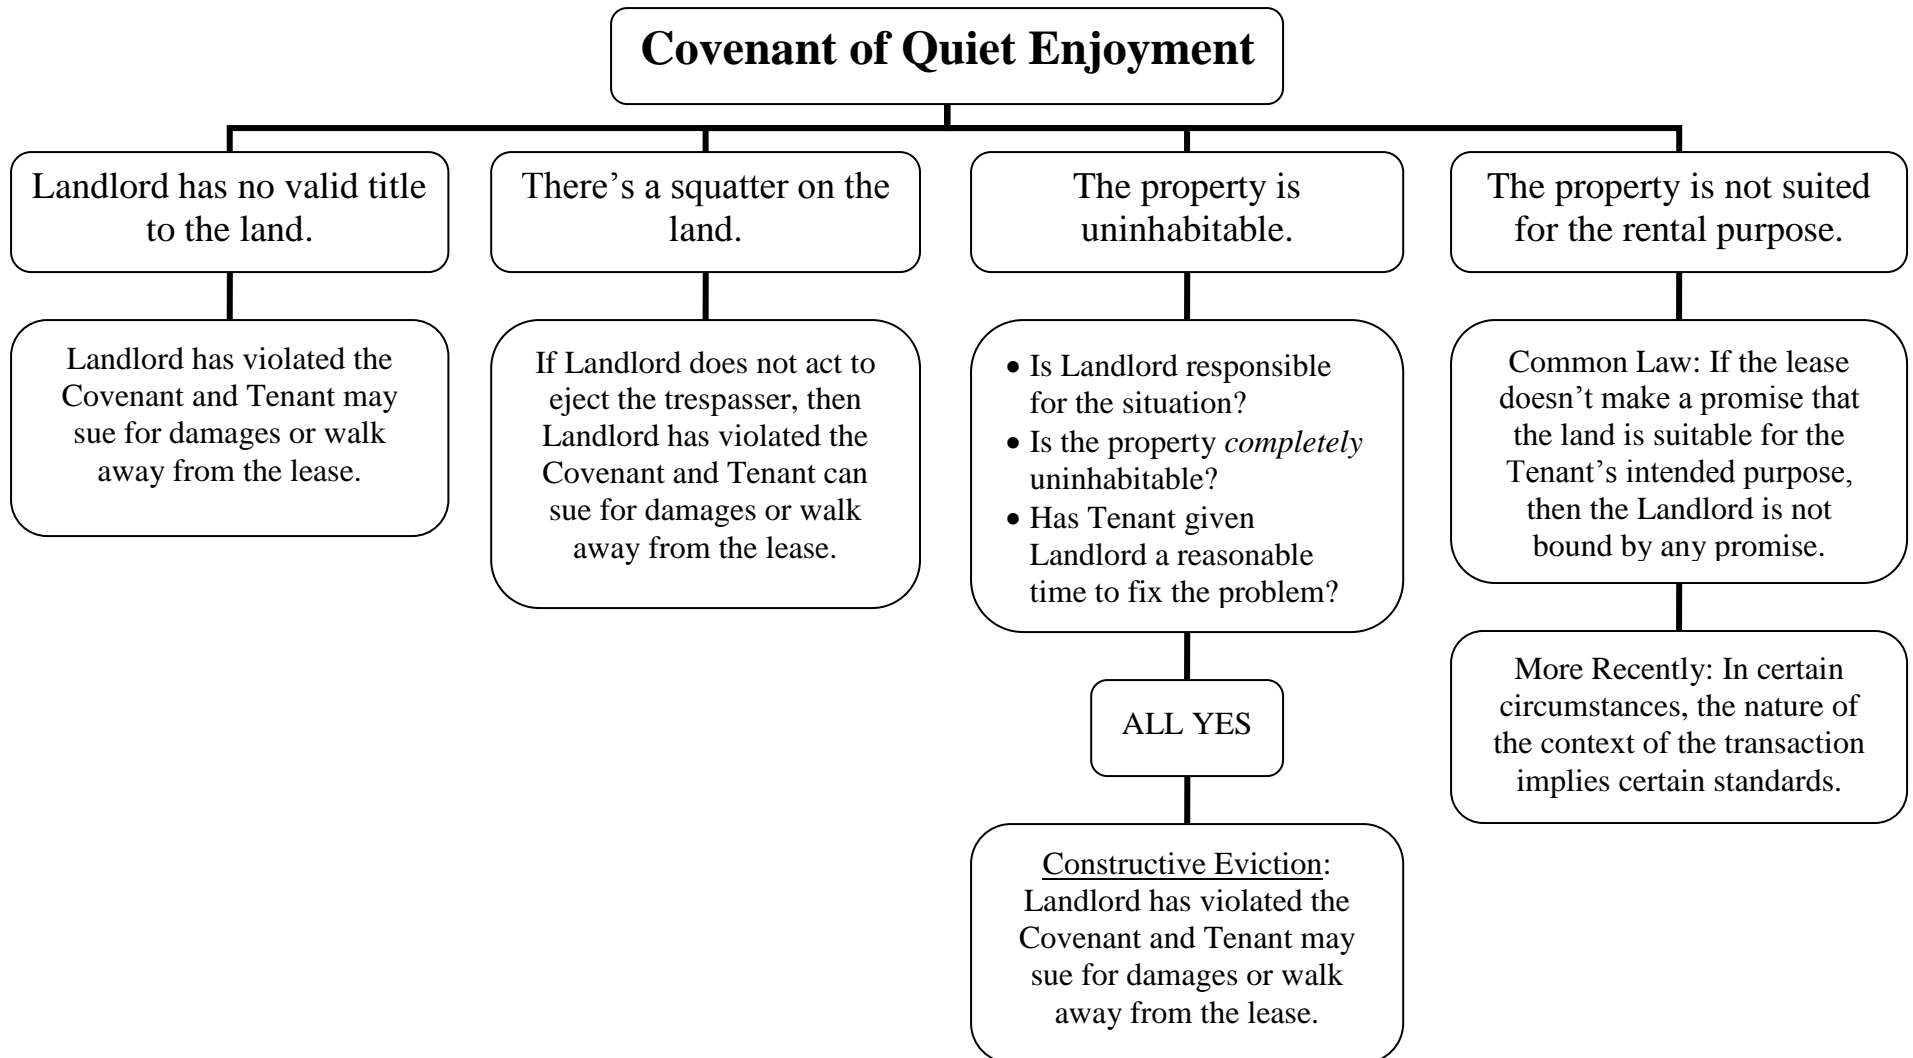 Covenant of Quiet Enjoyment
Landlord has no valid title
to the land.
There’s a squatter on the
land.
The property is
uninhabitable.
The property is not suited
for the rental purpose.
Landlord has violated the
Covenant and Tenant may
sue for damages or walk
away from the lease.
If Landlord does not act to
eject the trespasser, then
Landlord has violated the
Covenant and Tenant can
sue for damages or walk
away from the lease.
• Is Landlord responsible
for the situation?
• Is the property completely
uninhabitable?
• Has Tenant given
Landlord a reasonable
time to fix the problem?
Common Law: If the lease
doesn’t make a promise that
the land is suitable for the
Tenant’s intended purpose,
then the Landlord is not
bound by any promise.
More Recently: In certain
circumstances, the nature of
the context of the transaction
implies certain standards.
ALL YES
Constructive Eviction:
Landlord has violated the
Covenant and Tenant may
sue for damages or walk
away from the lease.